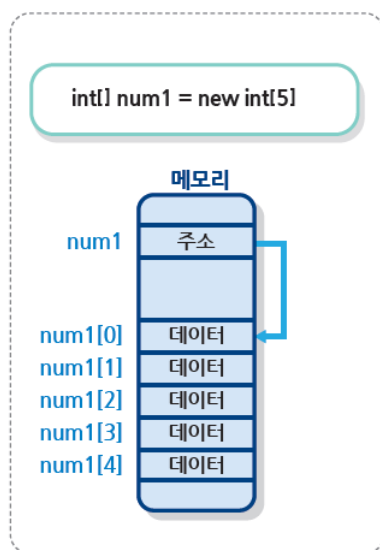 int[] num1 = new int[5]
메모리
num1 주소
num1[0] 데이터
num1[1] 데이터
num1[2] 데이터
num1[3] 데이터
num1[4] 데이터